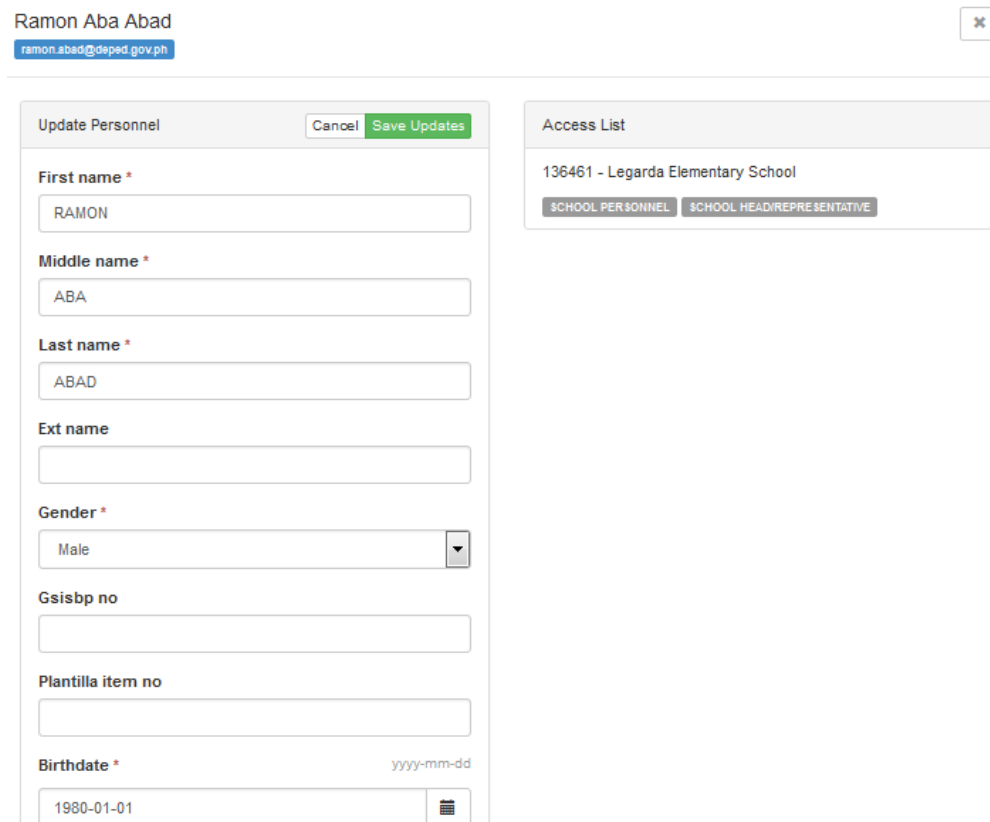 Ramon Aba Abad
ramon.abad@deped.gov.ph
Update Personnel
Cancel
Save Updates
First name *
RAMON
Middle name *
ABA
Last name *
ABAD
Ext name
Gender *
Male
Gsisbp no
Plantilla item no
Birthdate *
yyyy-mm-dd
1980-01-01
Access List
136461 - Legarda Elementary School
SCHOOL PERSONNEL
SCHOOL HEAD/REPRESENTATIVE